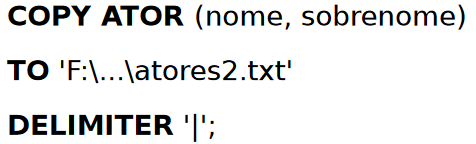 COPY ATOR (nome, sobrenome)
TO 'F:\...\atores2.txt'
DELIMITER '|';